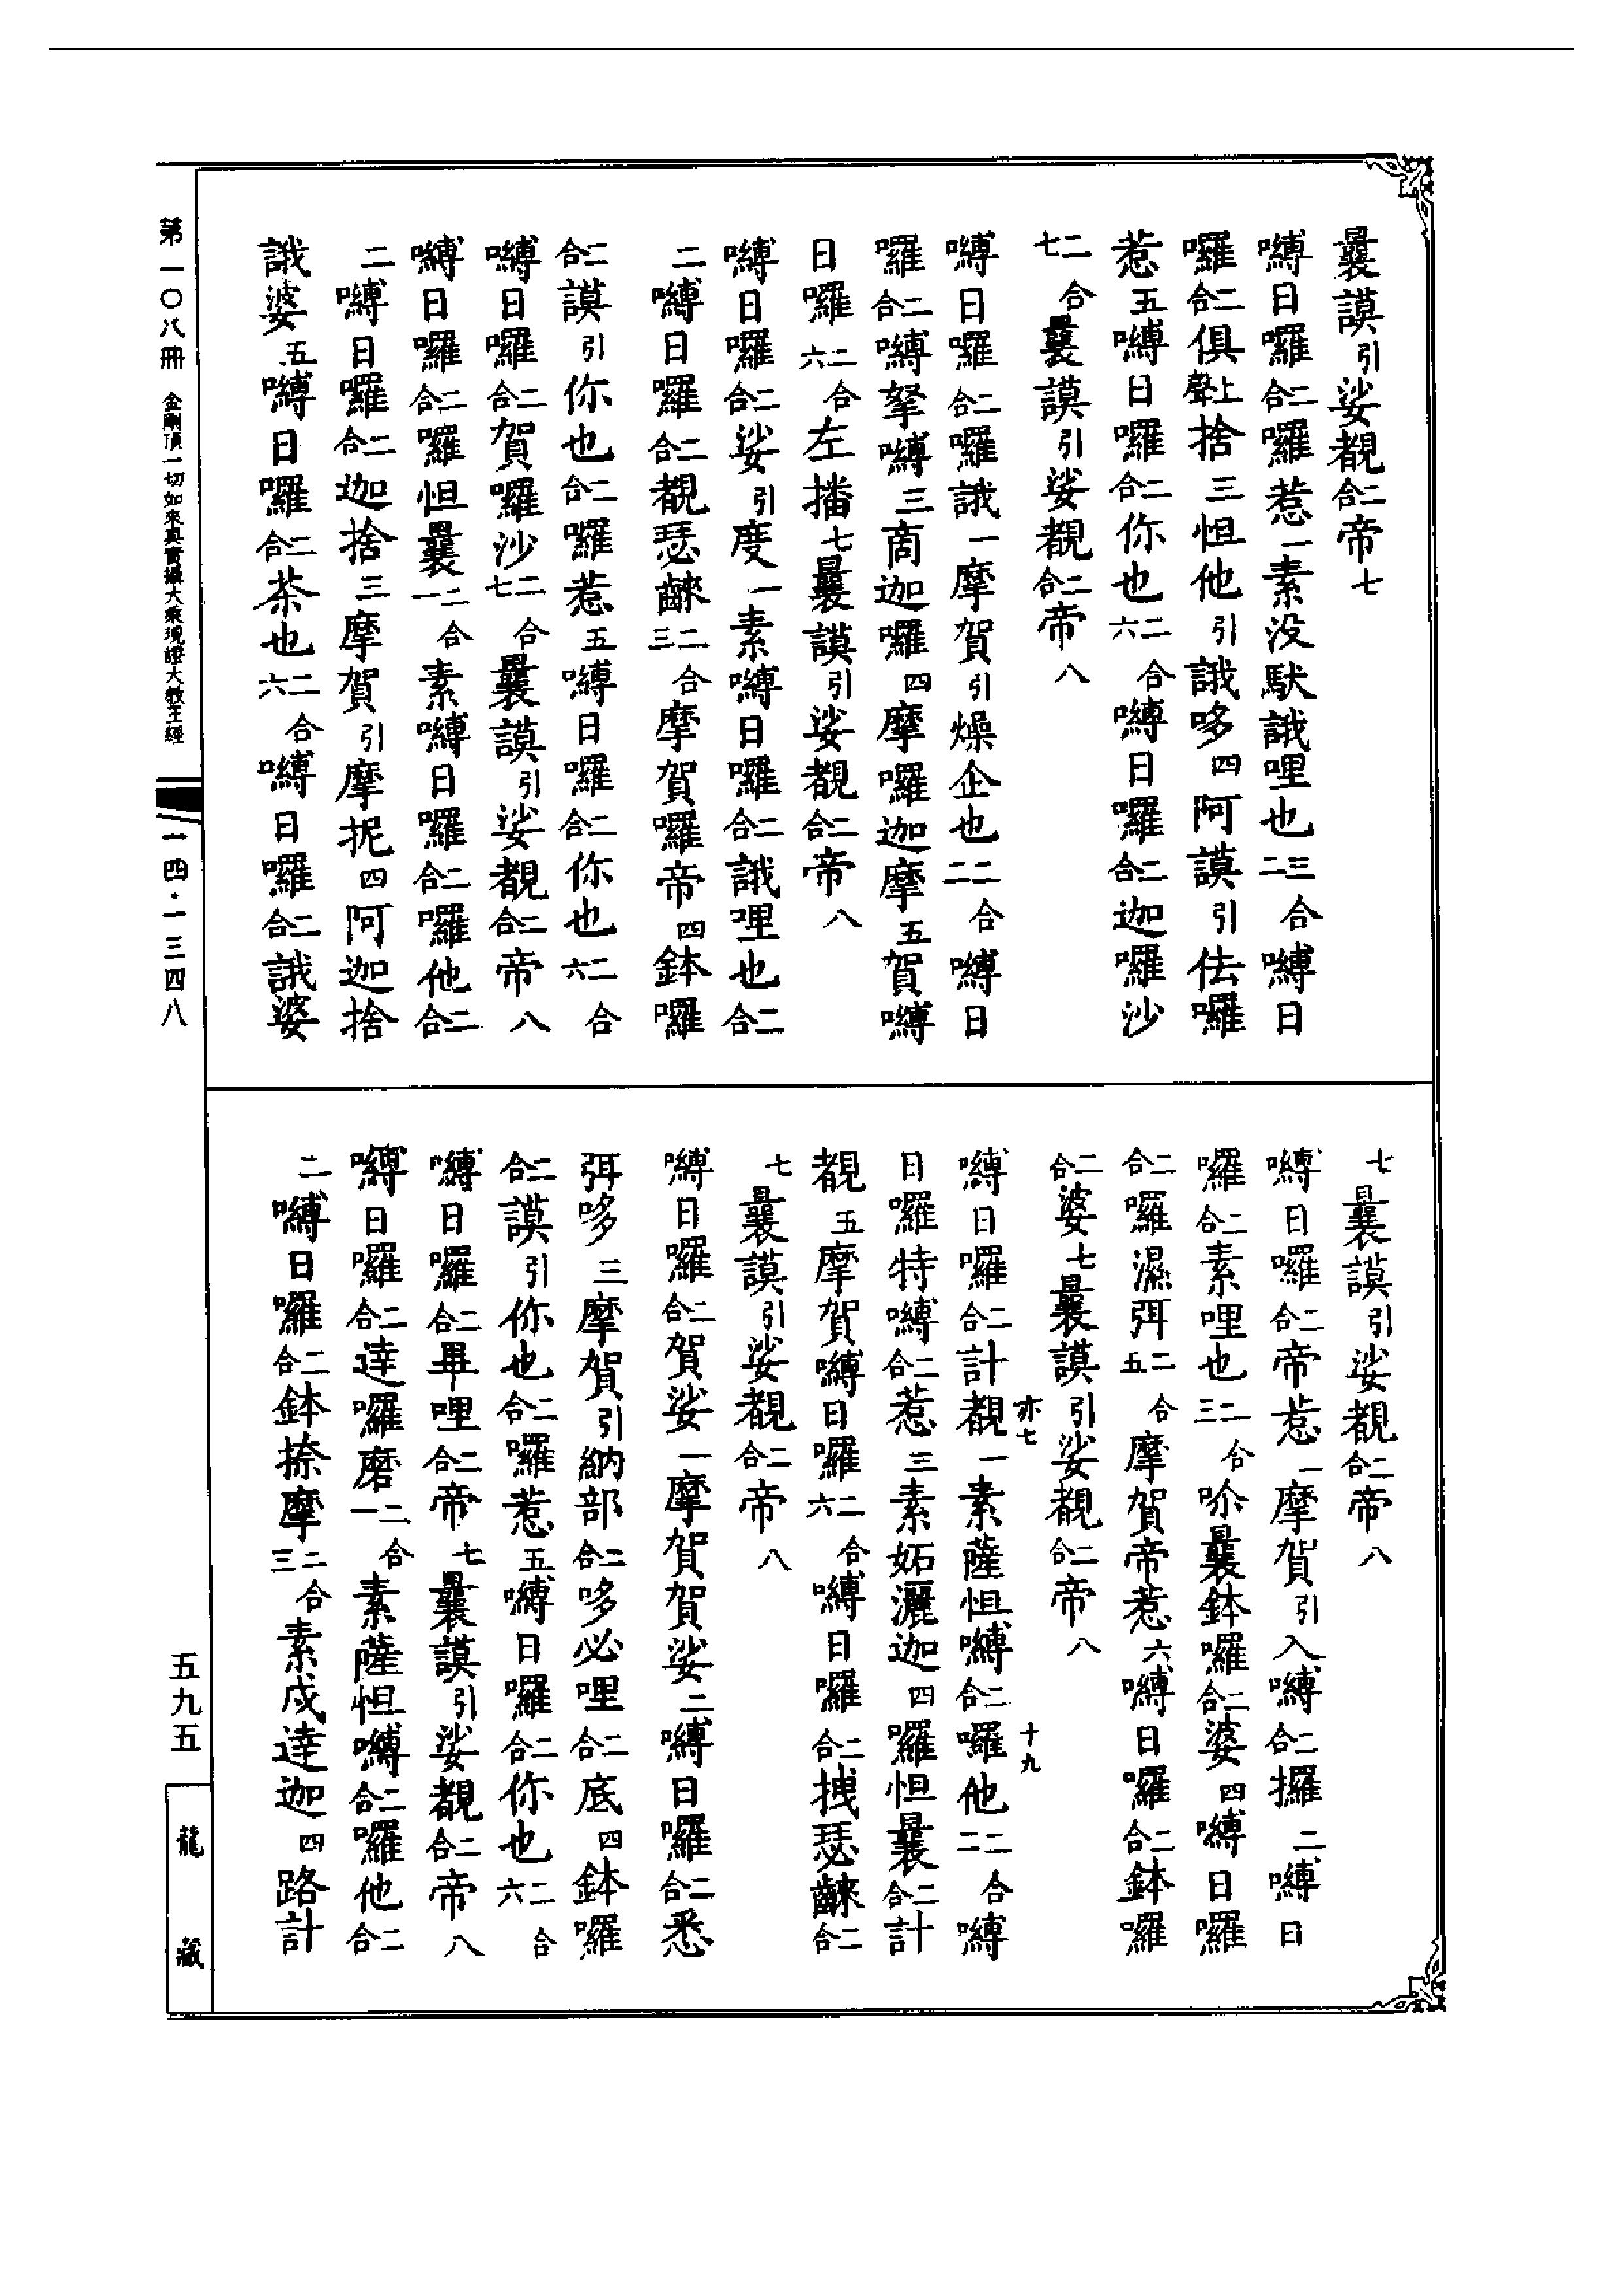 曩謨引娑覩二合帝七
嚩日囉二合惹一素没馱誐哩也三合二嚩日
囉二合俱上聲捨三怛他引誐哆四阿謨引佉囉
惹五嚩日囉二合你也二合六嚩日囉二合迦囉沙
二合七曩謨引娑覩二合帝八
嚩日囉二合囉誐一摩賀引燥企也二合二嚩日
囉二合嚩拏嚩三商迦囉四摩囉迦摩五賀嚩
日囉二合六左播七曩謨引娑覩二合帝八
嚩日囉二合娑引度一素嚩日囉二合誐哩也二合
二嚩日囉二合覩瑟䶩二合三摩賀囉帝四鉢囉
二合謨引你也二合囉惹五嚩日囉二合你也二合六
嚩日囉二合賀囉沙二合七曩謨引娑覩二合帝八
嚩日囉二合囉怛曩二合一素嚩日囉二合囉他二合
二嚩日囉二合迦捨三摩賀引摩抳四阿迦捨
誐婆五嚩日囉二合茶也二合六嚩日囉二合誐婆
七曩謨引娑覩二合帝八
嚩日囉二合帝惹一摩賀引入嚩二合攞二嚩日
囉二合素哩也二合三哧曩鉢囉二合婆四嚩日囉
二合囉濕弭二合五摩賀帝惹六嚩日囉二合鉢囉
二合婆七曩謨引娑覩二合帝八
嚩日囉二合計覩一素薩怛嚩二合囉他二合二嚩
日囉特嚩二合惹三素妬灑迦四囉怛曩二合計
覩五摩賀嚩日囉二合六嚩日囉二合拽瑟䶩二合
七曩謨引娑覩二合帝八
嚩日囉二合賀娑一摩賀賀娑二嚩日囉二合悉
弭哆三摩賀引納部二合哆必哩二合底四鉢囉
二合謨引你也二合囉惹五嚩日囉二合你也二合六
嚩日囉二合畢哩二合帝七曩謨引娑覩二合帝八
嚩日囉二合達囉磨二合一素薩怛嚩二合囉他二合
二嚩日囉二合鉢捺摩二合三素戍達迦四路計
亦七
十九
第一〇八冊 金剛頂一切如來真實攝大乘現證大教王經
一四·一三四八
五九五
龍藏